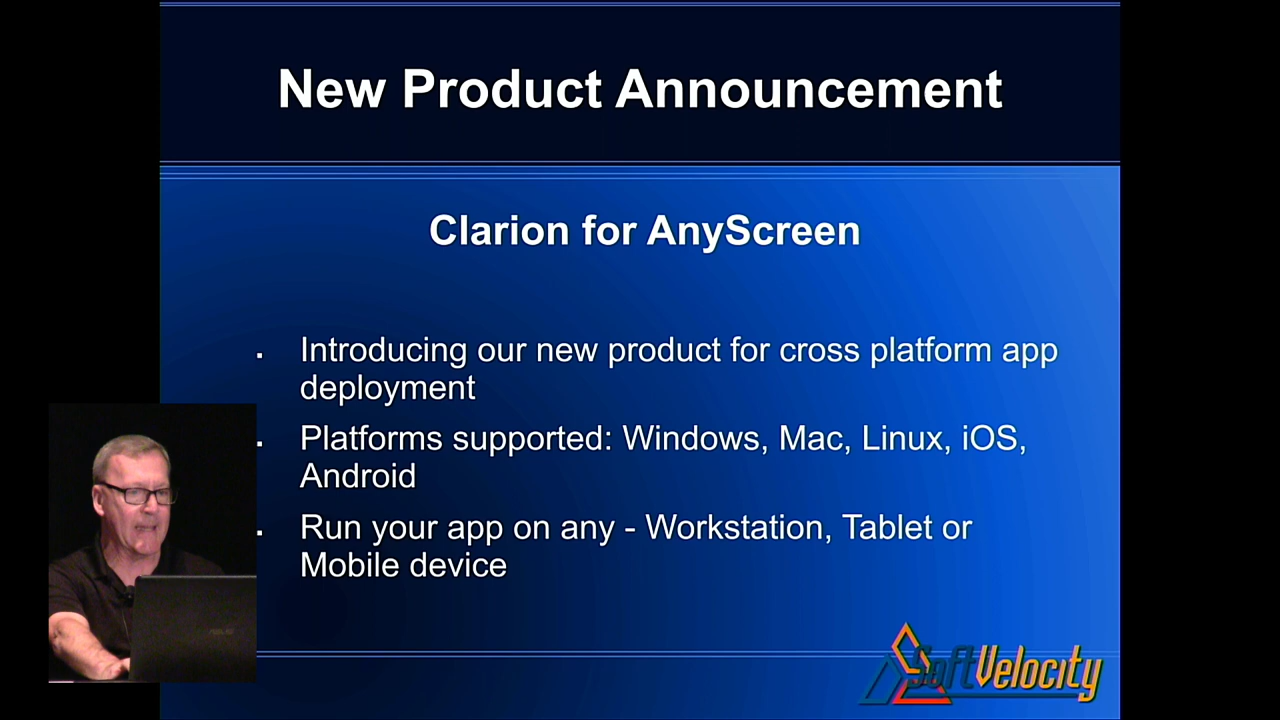 New Product Announcement
Clarion for AnyScreen
Introducing our new product for cross platform app
deployment
Platforms supported: Windows, Mac, Linux, iOS,
Android
Run your app on any - Workstation, Tablet or
Mobile device
SoftVelocity